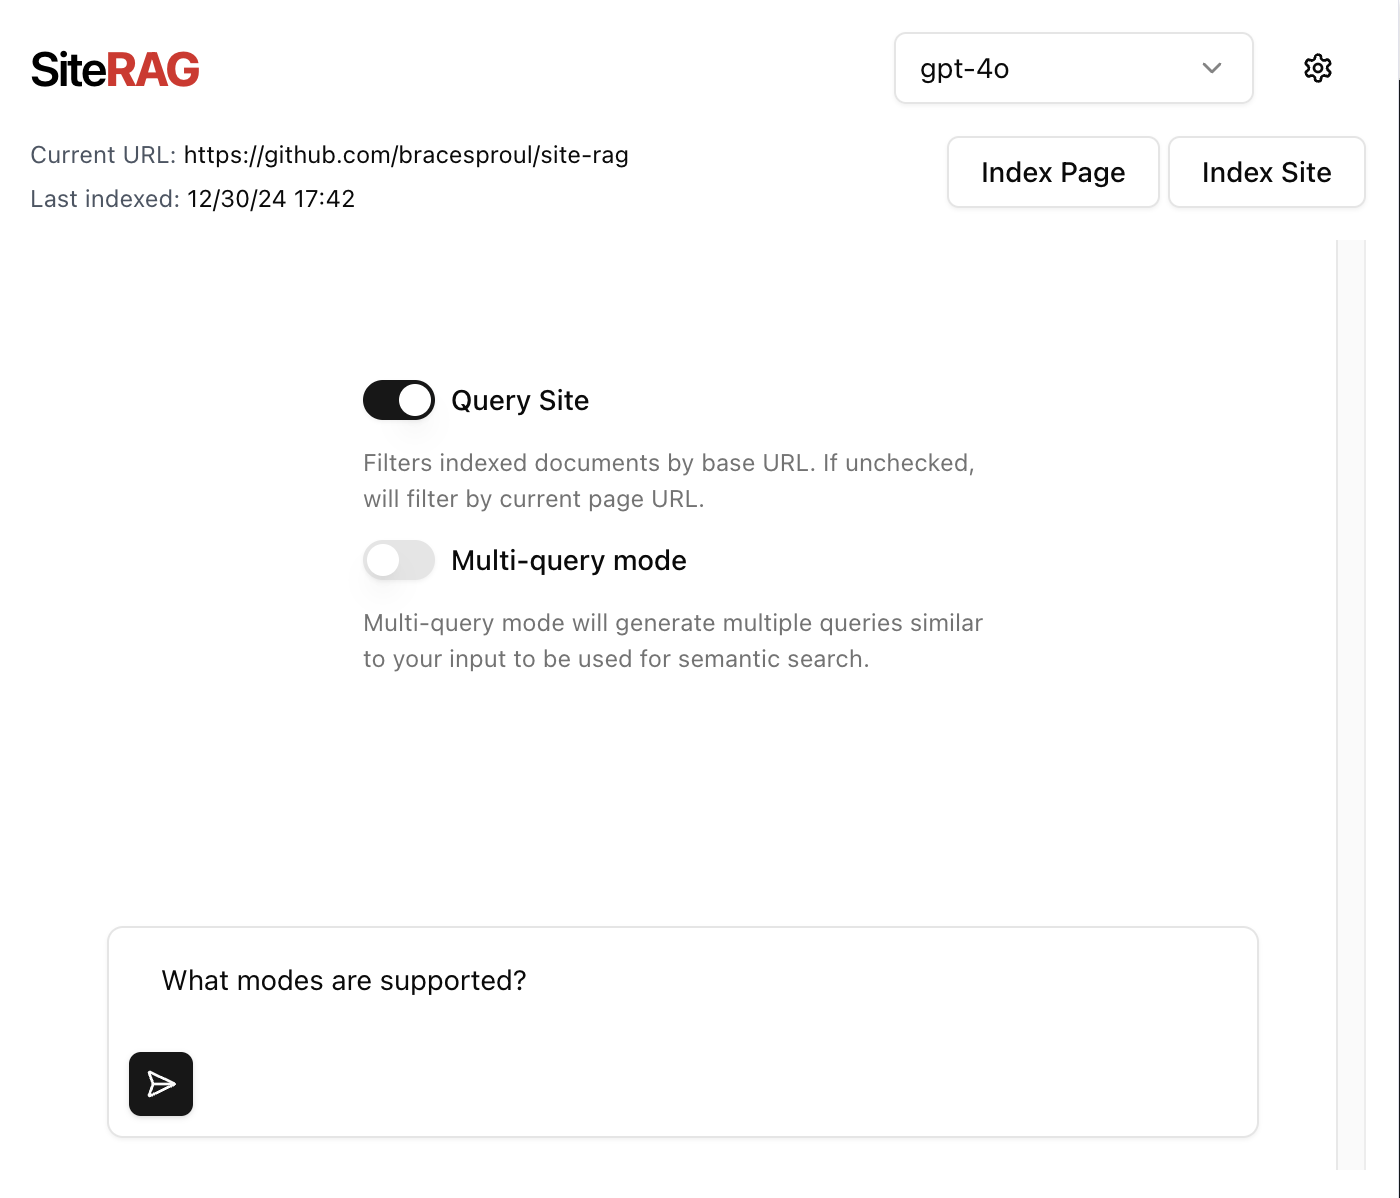 SiteRAG
gpt-4o
Current URL: https://github.com/bracesproul/site-rag
Last indexed: 12/30/24 17:42
Index Page
Index Site
Query Site
Filters indexed documents by base URL. If unchecked,
will filter by current page URL.
Multi-query mode
Multi-query mode will generate multiple queries similar
to your input to be used for semantic search.
What modes are supported?